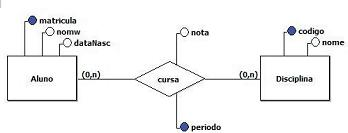 matricula
nomw
dataNasc
nota
codigo
nome
Aluno
(0,n)
cursa
(0,n)
Disciplina
periodo